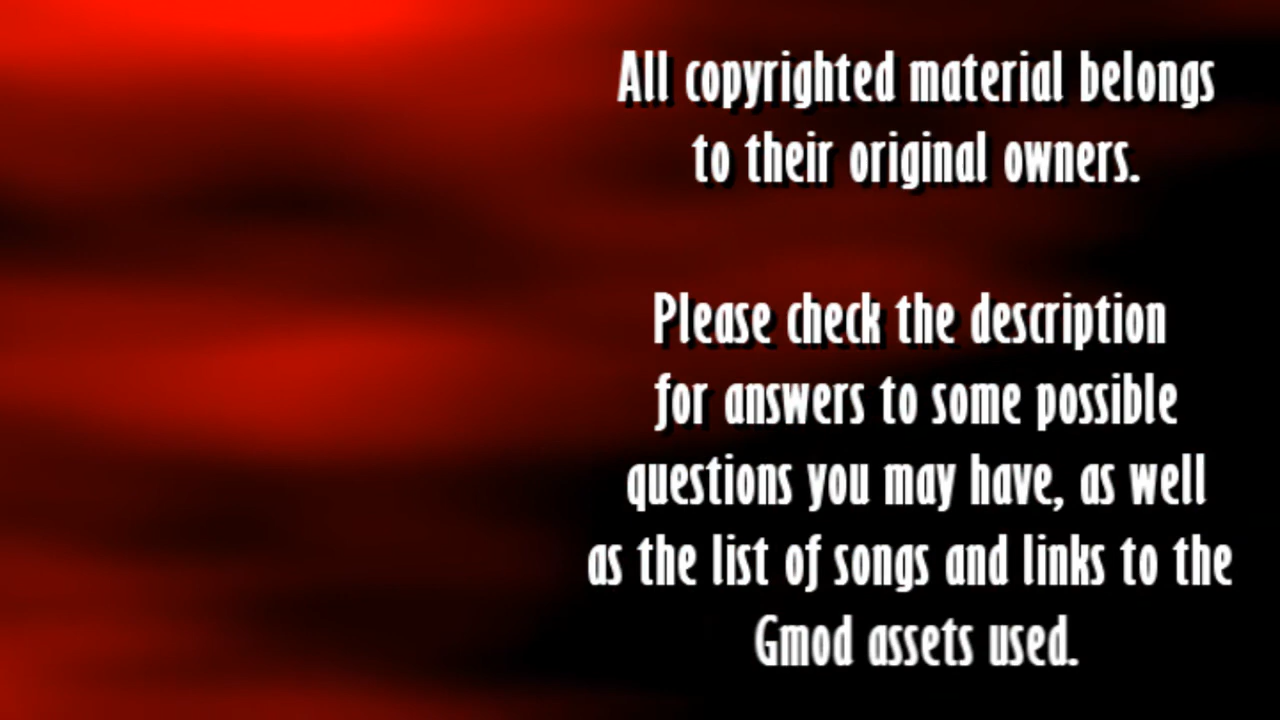 All copyrighted material belongs
to their original owners.
Please check the description
for answers to some possible
questions you may have, as well
as the list of songs and links to the
Gmod assets used.